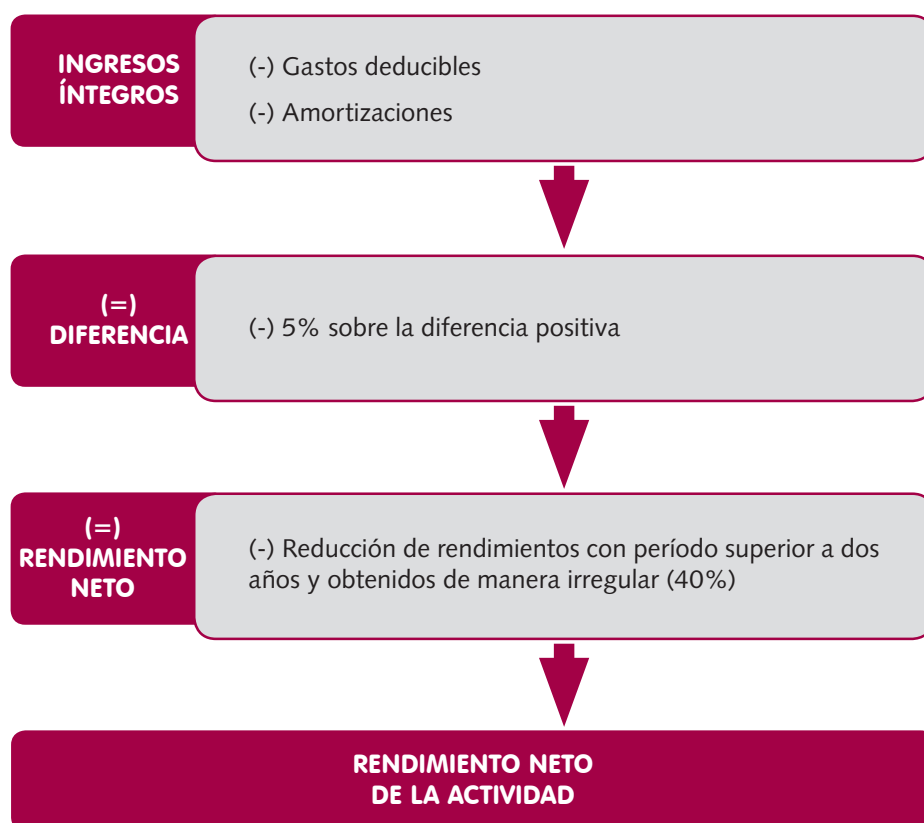 INGRESOS
ÍNTEGROS
(-) Gastos deducibles
(-) Amortizaciones
(=)
DIFERENCIA
(-) 5% sobre la diferencia positiva
(=)
RENDIMIENTO
NETO
(-) Reducción de rendimientos con período superior a dos
años y obtenidos de manera irregular (40%)
RENDIMIENTO NETO
DE LA ACTIVIDAD